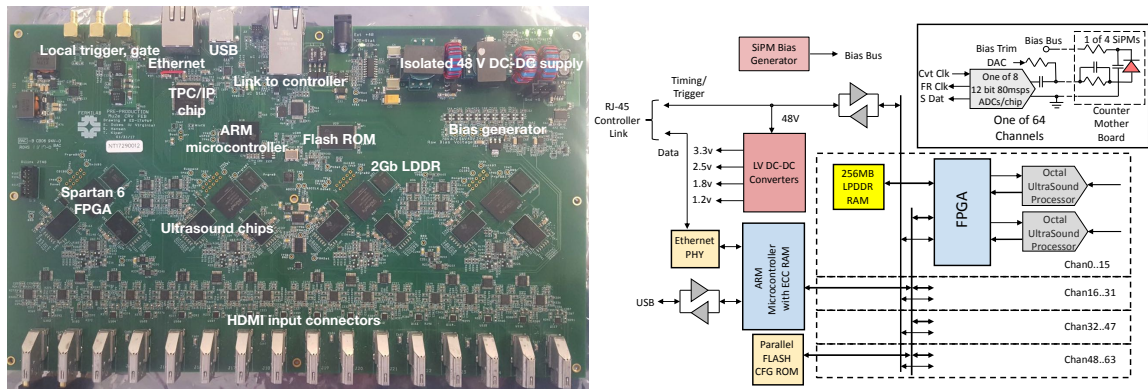 Local trigger, gate
USB
Ethernet
Link to controller
Isolated 48 V DC-DC supply
TPC/IP
chip
ARM
microcontroller
Flash ROM
Bias generator
FERMILAB
PRE-PRODUCTION
NT17290012
2Gb LDDR
Spartan 6
FPGA
Ultrasound chips
HDMI input connectors
SiPM Bias
Generator
Bias Bus
Timing/
Trigger
RJ-45
Controller
Link
Data
48V
3.3v
2.5v
1.8v
1.2v
LV DC-DC
Converters
Ethernet
PHY
USB
ARM
Microcontroller
with ECC RAM
Parallel
FLASH
CFG ROM
Bias Bus
1 of 4 SiPMs
Bias Trim
DAC
Cvt Clk
FR Clk
S Dat
One of 8
12 bit 80msps
ADCs/chip
One of 64
Channels
Counter
Mother
Board
256MB
LPDDR
RAM
FPGA
Octal
UltraSound
Processor
Octal
UltraSound
Processor
Chan0..15
Chan16..31
Chan32..47
Chan48..63